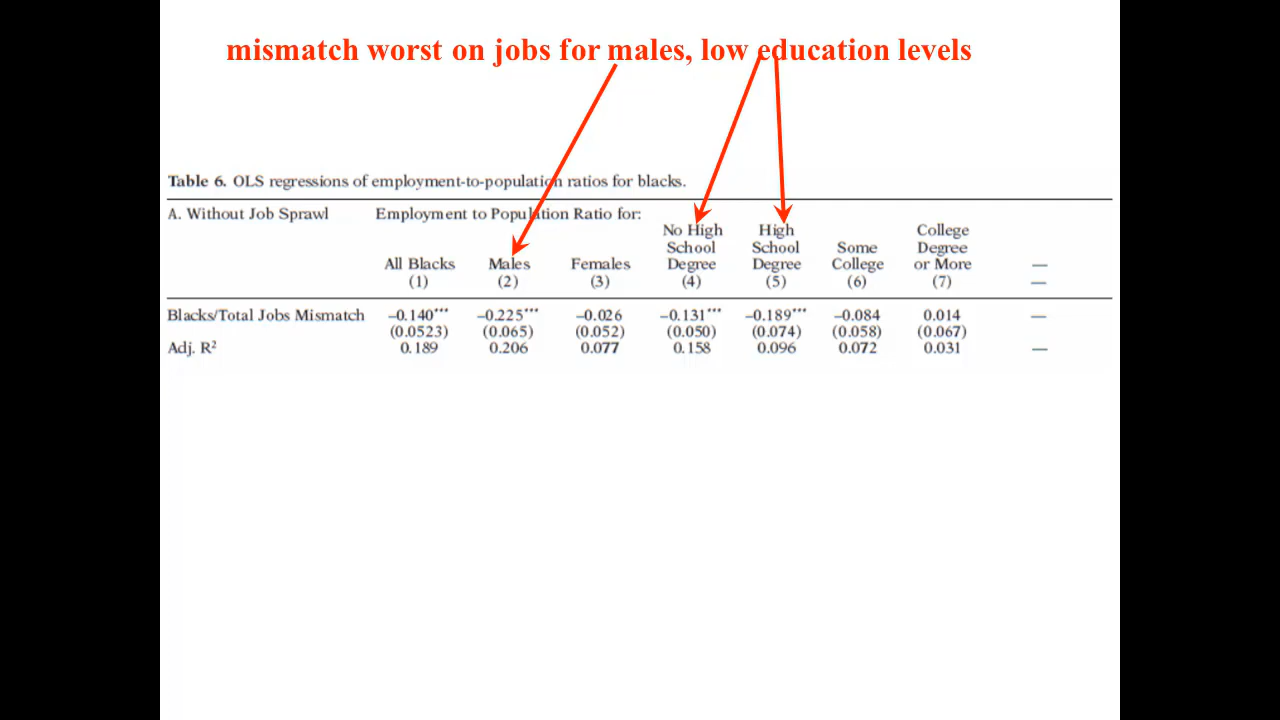 mismatch worst on jobs for males, low education levels
Table 6. OLS regressions of employment-to-population ratios for blacks.
A. Without Job Sprawl Employment to Population Ratio for:
No High High College
School School Some Degree
All Blacks Males Females Degree Degree College or More —
(1) (2) (3) (4) (5) (6) (7) —
Blacks/Total Jobs Mismatch –0.140*** –0.225*** –0.026 –0.131*** –0.189*** –0.084 0.014 —
(0.0523) (0.065) (0.052) (0.050) (0.074) (0.058) (0.067)
Adj. R² 0.189 0.206 0.077 0.158 0.096 0.072 0.031 —